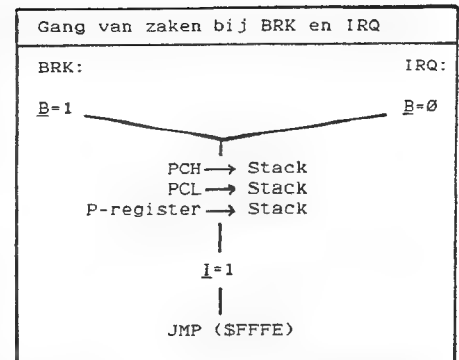 Gang van zaken bij BRK en IRQ
BRK: IRQ:
B=1 B=Ø
PCH→ Stack
PCL→ Stack
P-register→ Stack
I=1
JMP ($FFFE)